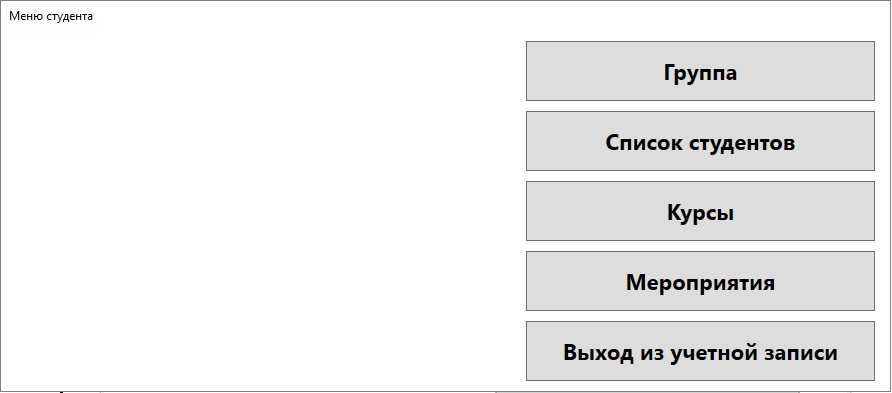 Меню студента
Группа
Список студентов
Курсы
Мероприятия
Выход из учетной записи